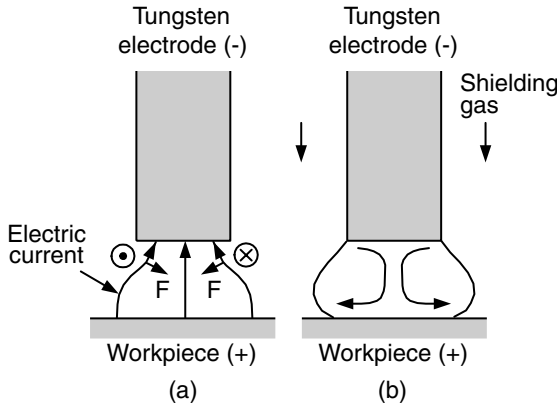 Tungsten
electrode (-)
Tungsten
electrode (-)
Shielding
gas
Electric
current
F
F
Workpiece (+)
Workpiece (+)
(a)
(b)